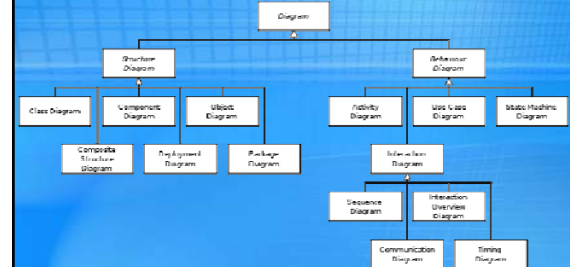 Diagram
Structure
Diagram
Behaviour
Diagram
Class Diagram
Component
Diagram
Object
Diagram
Activity
Diagram
Use Case
Diagram
State Machine
Diagram
Composite
Structure
Diagram
Deployment
Diagram
Package
Diagram
Interaction
Diagram
Sequence
Diagram
Interaction
Overview
Diagram
Communication
Diagram
Timing
Diagram